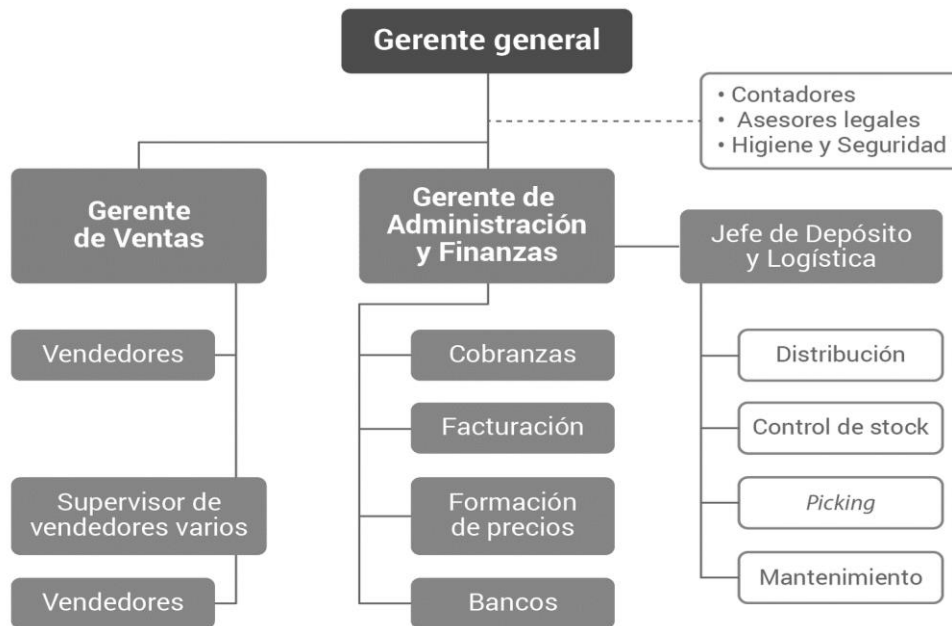 Gerente general
• Contadores
• Asesores legales
• Higiene y Seguridad
Gerente
de Ventas
Gerente de
Administración
y Finanzas
Jefe de Depósito
y Logística
Vendedores
Supervisor de
vendedores varios
Vendedores
Cobranzas
Facturación
Formación
de precios
Bancos
Distribución
Control de stock
Picking
Mantenimiento